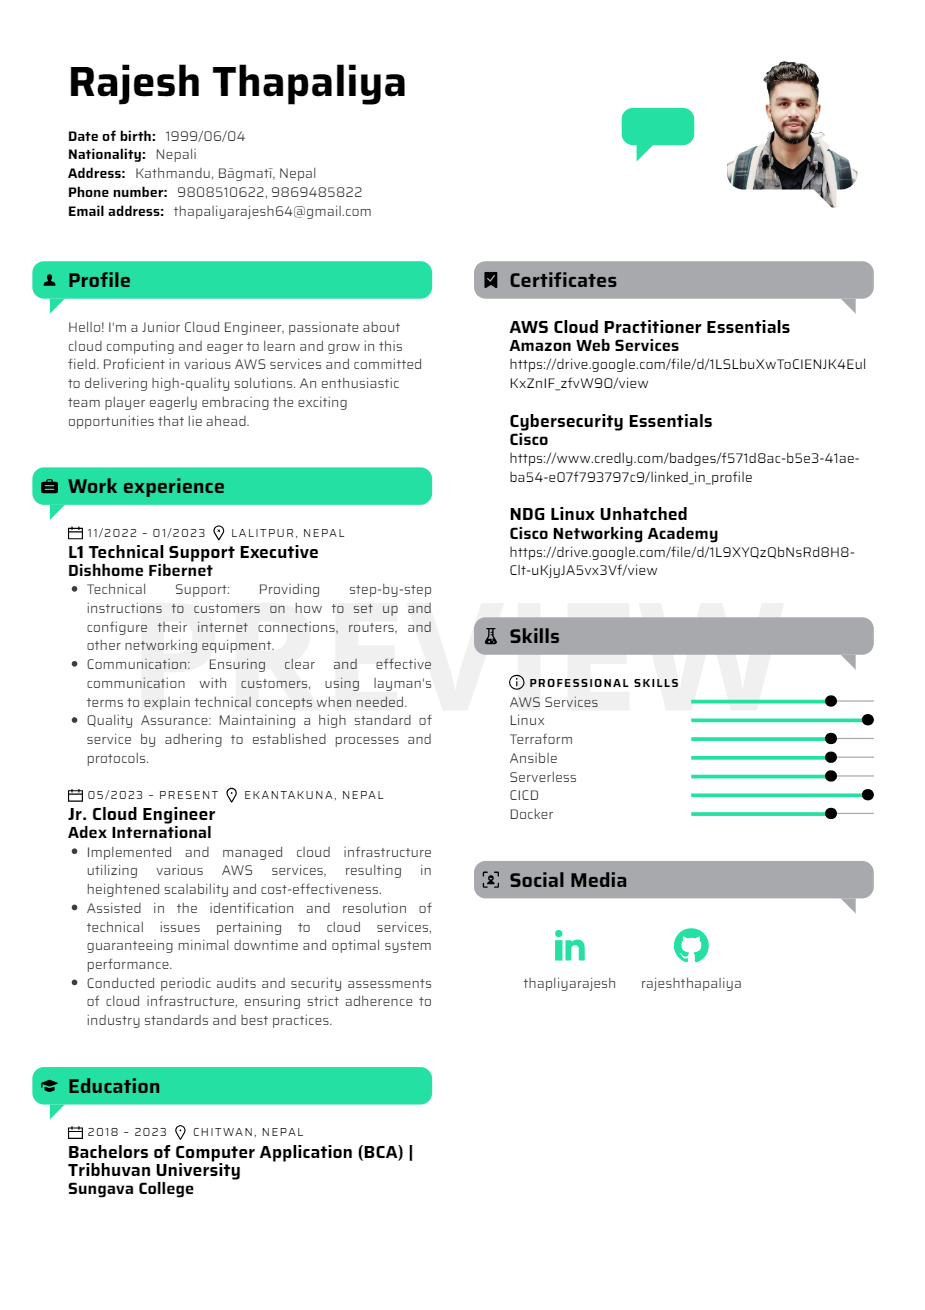 Rajesh Thapaliya
Date of birth: 1999/06/04
Nationality: Nepali
Address: Kathmandu, Bāgmatī, Nepal
Phone number: 9808510622, 9869485822
Email address: thapaliyarajesh64@gmail.com
Profile
Hello! I'm a Junior Cloud Engineer, passionate about
cloud computing and eager to learn and grow in this
field. Proficient in various AWS services and committed
to delivering high-quality solutions. An enthusiastic
team player eagerly embracing the exciting
opportunities that lie ahead.
Work experience
11/2022 – 01/2023 LALITPUR, NEPAL
L1 Technical Support Executive
Dishhome Fibernet
• Technical Support: Providing step-by-step
instructions to customers on how to set up and
configure their internet connections, routers, and
other networking equipment.
• Communication: Ensuring clear and effective
communication with customers, using layman's
terms to explain technical concepts when needed.
• Quality Assurance: Maintaining a high standard of
service by adhering to established processes and
protocols.
05/2023 – PRESENT EKANTAKUNA, NEPAL
Jr. Cloud Engineer
Adex International
• Implemented and managed cloud infrastructure
utilizing various AWS services, resulting in
heightened scalability and cost-effectiveness.
• Assisted in the identification and resolution of
technical issues pertaining to cloud services,
guaranteeing minimal downtime and optimal system
performance.
• Conducted periodic audits and security assessments
of cloud infrastructure, ensuring strict adherence to
industry standards and best practices.
Education
2018 – 2023 CHITWAN, NEPAL
Bachelors of Computer Application (BCA) |
Tribhuvan University
Sungava College
Certificates
AWS Cloud Practitioner Essentials
Amazon Web Services
https://drive.google.com/file/d/1LSLbuXwToCIENJK4Eul
KxZnIF_zfvW90/view
Cybersecurity Essentials
Cisco
https://www.credly.com/badges/f571d8ac-b5e3-41ae-
ba54-e07f793797c9/linked_in_profile
NDG Linux Unhatched
Cisco Networking Academy
https://drive.google.com/file/d/1L9XYQzQbNsRd8H8-
Clt-uKjyJA5vx3Vf/view
Skills
PROFESSIONAL SKILLS
AWS Services
Linux
Terraform
Ansible
Serverless
CICD
Docker
Social Media
in
thapliyarajesh
rajeshthapaliya
PREVIEW